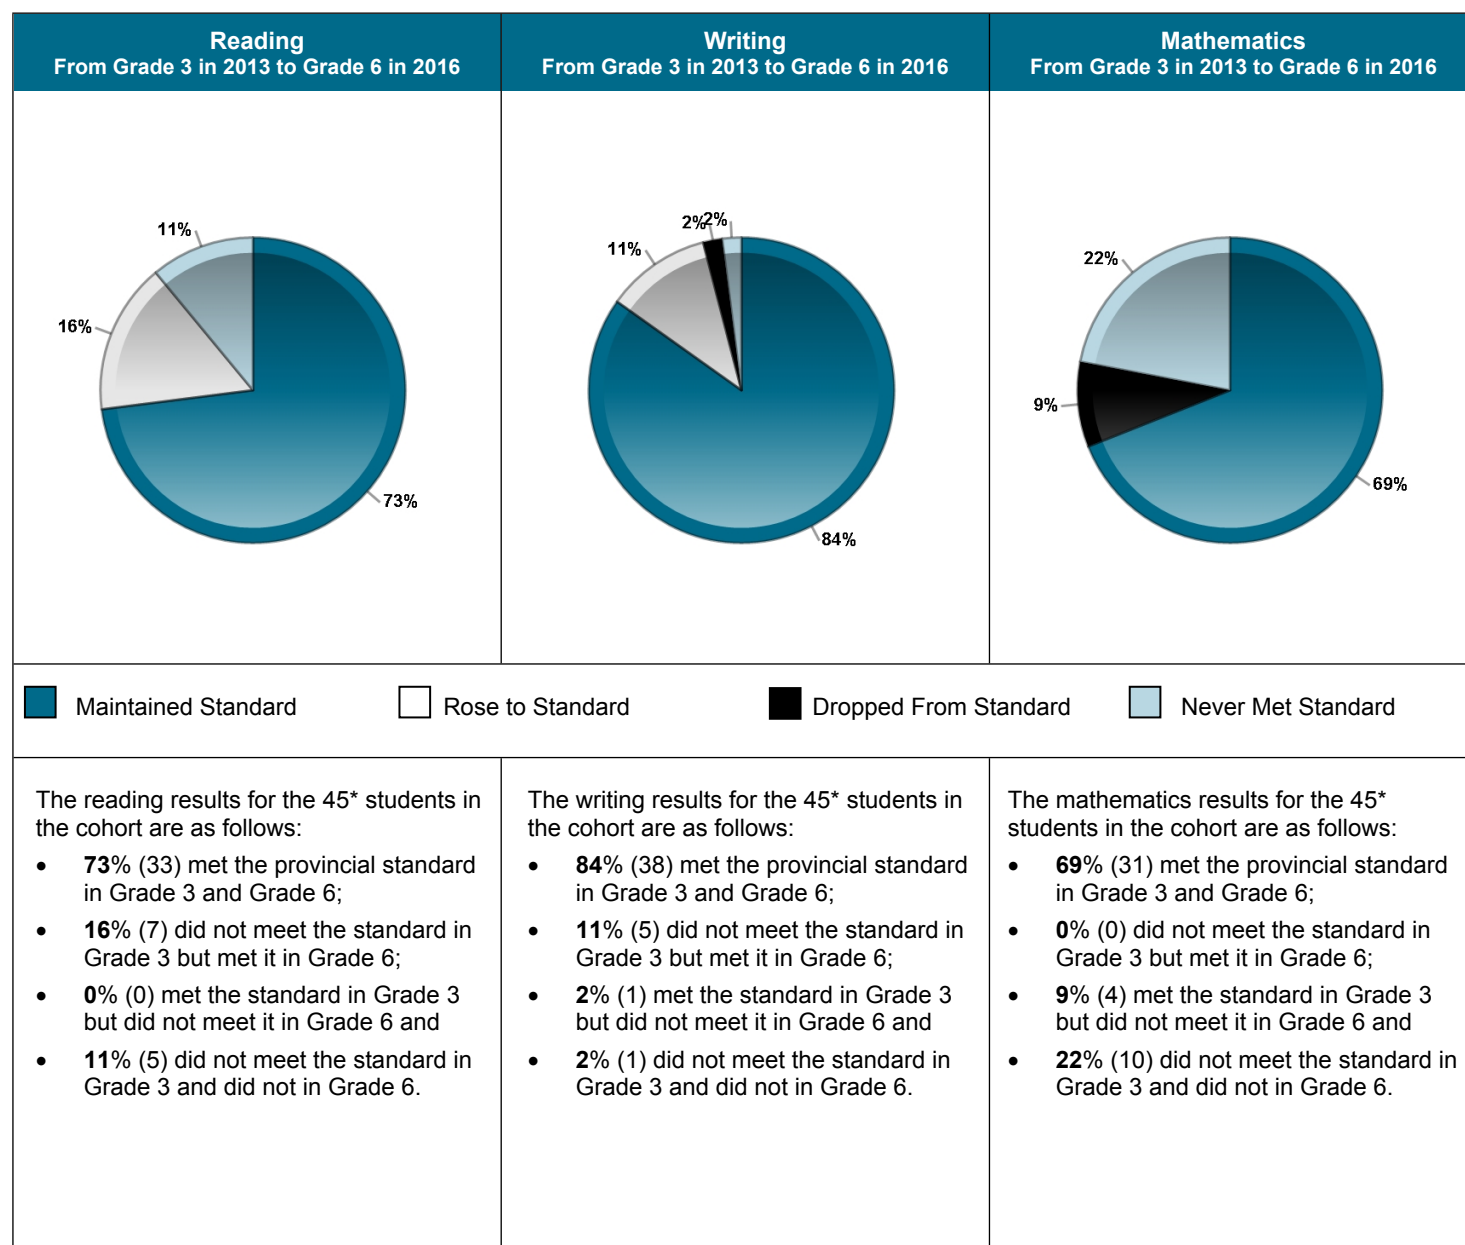 Reading
From Grade 3 in 2013 to Grade 6 in 2016
Writing
From Grade 3 in 2013 to Grade 6 in 2016
Mathematics
From Grade 3 in 2013 to Grade 6 in 2016
11%
16%
73%
2%
2%
11%
84%
22%
9%
69%
Maintained Standard
Rose to Standard
Dropped From Standard
Never Met Standard
The reading results for the 45* students in
the cohort are as follows:
• 73% (33) met the provincial standard
in Grade 3 and Grade 6;
• 16% (7) did not meet the standard in
Grade 3 but met it in Grade 6;
• 0% (0) met the standard in Grade 3
but did not meet it in Grade 6 and
• 11% (5) did not meet the standard in
Grade 3 and did not in Grade 6.
The writing results for the 45* students in
the cohort are as follows:
• 84% (38) met the provincial standard
in Grade 3 and Grade 6;
• 11% (5) did not meet the standard in
Grade 3 but met it in Grade 6;
• 2% (1) met the standard in Grade 3
but did not meet it in Grade 6 and
• 2% (1) did not meet the standard in
Grade 3 and did not in Grade 6.
The mathematics results for the 45*
students in the cohort are as follows:
• 69% (31) met the provincial standard
in Grade 3 and Grade 6;
• 0% (0) did not meet the standard in
Grade 3 but met it in Grade 6;
• 9% (4) met the standard in Grade 3
but did not meet it in Grade 6 and
• 22% (10) did not meet the standard in
Grade 3 and did not in Grade 6.